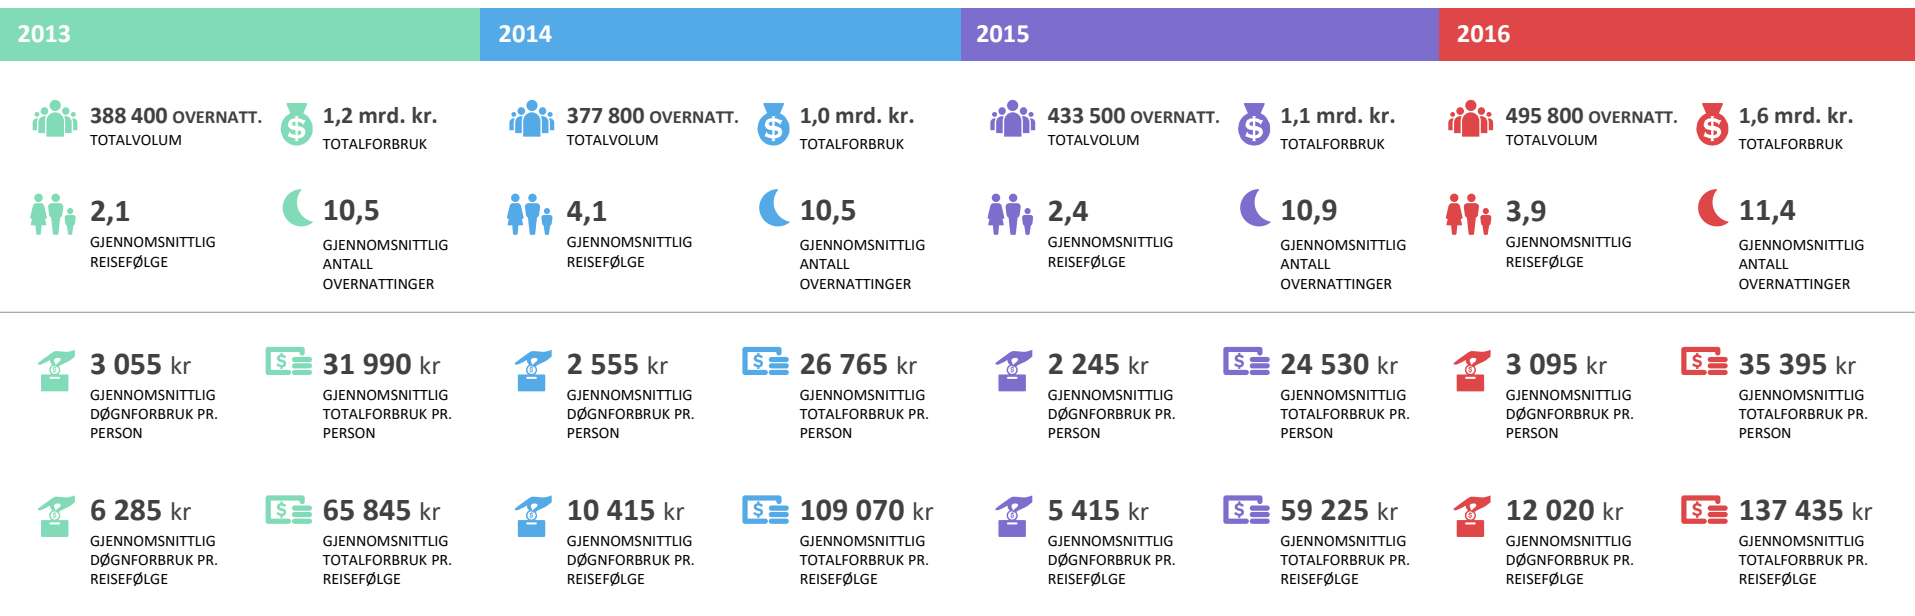 2013
388 400 OVERNATT.
TOTALVOLUM
1,2 mrd. kr.
TOTALFORBRUK
2,1
GJENNOMSNITTLIG
REISEFØLGE
10,5
GJENNOMSNITTLIG
ANTALL
OVERNATTINGER
3 055 kr
GJENNOMSNITTLIG
DØGNFORBRUK PR.
PERSON
31 990 kr
GJENNOMSNITTLIG
TOTALFORBRUK PR.
PERSON
6 285 kr
GJENNOMSNITTLIG
DØGNFORBRUK PR.
REISEFØLGE
65 845 kr
GJENNOMSNITTLIG
TOTALFORBRUK PR.
REISEFØLGE
2014
377 800 OVERNATT.
TOTALVOLUM
1,0 mrd. kr.
TOTALFORBRUK
4,1
GJENNOMSNITTLIG
REISEFØLGE
10,5
GJENNOMSNITTLIG
ANTALL
OVERNATTINGER
2 555 kr
GJENNOMSNITTLIG
DØGNFORBRUK PR.
PERSON
26 765 kr
GJENNOMSNITTLIG
TOTALFORBRUK PR.
PERSON
10 415 kr
GJENNOMSNITTLIG
DØGNFORBRUK PR.
REISEFØLGE
109 070 kr
GJENNOMSNITTLIG
TOTALFORBRUK PR.
REISEFØLGE
2015
433 500 OVERNATT.
TOTALVOLUM
1,1 mrd. kr.
TOTALFORBRUK
2,4
GJENNOMSNITTLIG
REISEFØLGE
10,9
GJENNOMSNITTLIG
ANTALL
OVERNATTINGER
2 245 kr
GJENNOMSNITTLIG
DØGNFORBRUK PR.
PERSON
24 530 kr
GJENNOMSNITTLIG
TOTALFORBRUK PR.
PERSON
5 415 kr
GJENNOMSNITTLIG
DØGNFORBRUK PR.
REISEFØLGE
59 225 kr
GJENNOMSNITTLIG
TOTALFORBRUK PR.
REISEFØLGE
2016
495 800 OVERNATT.
TOTALVOLUM
1,6 mrd. kr.
TOTALFORBRUK
3,9
GJENNOMSNITTLIG
REISEFØLGE
11,4
GJENNOMSNITTLIG
ANTALL
OVERNATTINGER
3 095 kr
GJENNOMSNITTLIG
DØGNFORBRUK PR.
PERSON
35 395 kr
GJENNOMSNITTLIG
TOTALFORBRUK PR.
PERSON
12 020 kr
GJENNOMSNITTLIG
DØGNFORBRUK PR.
REISEFØLGE
137 435 kr
GJENNOMSNITTLIG
TOTALFORBRUK PR.
REISEFØLGE